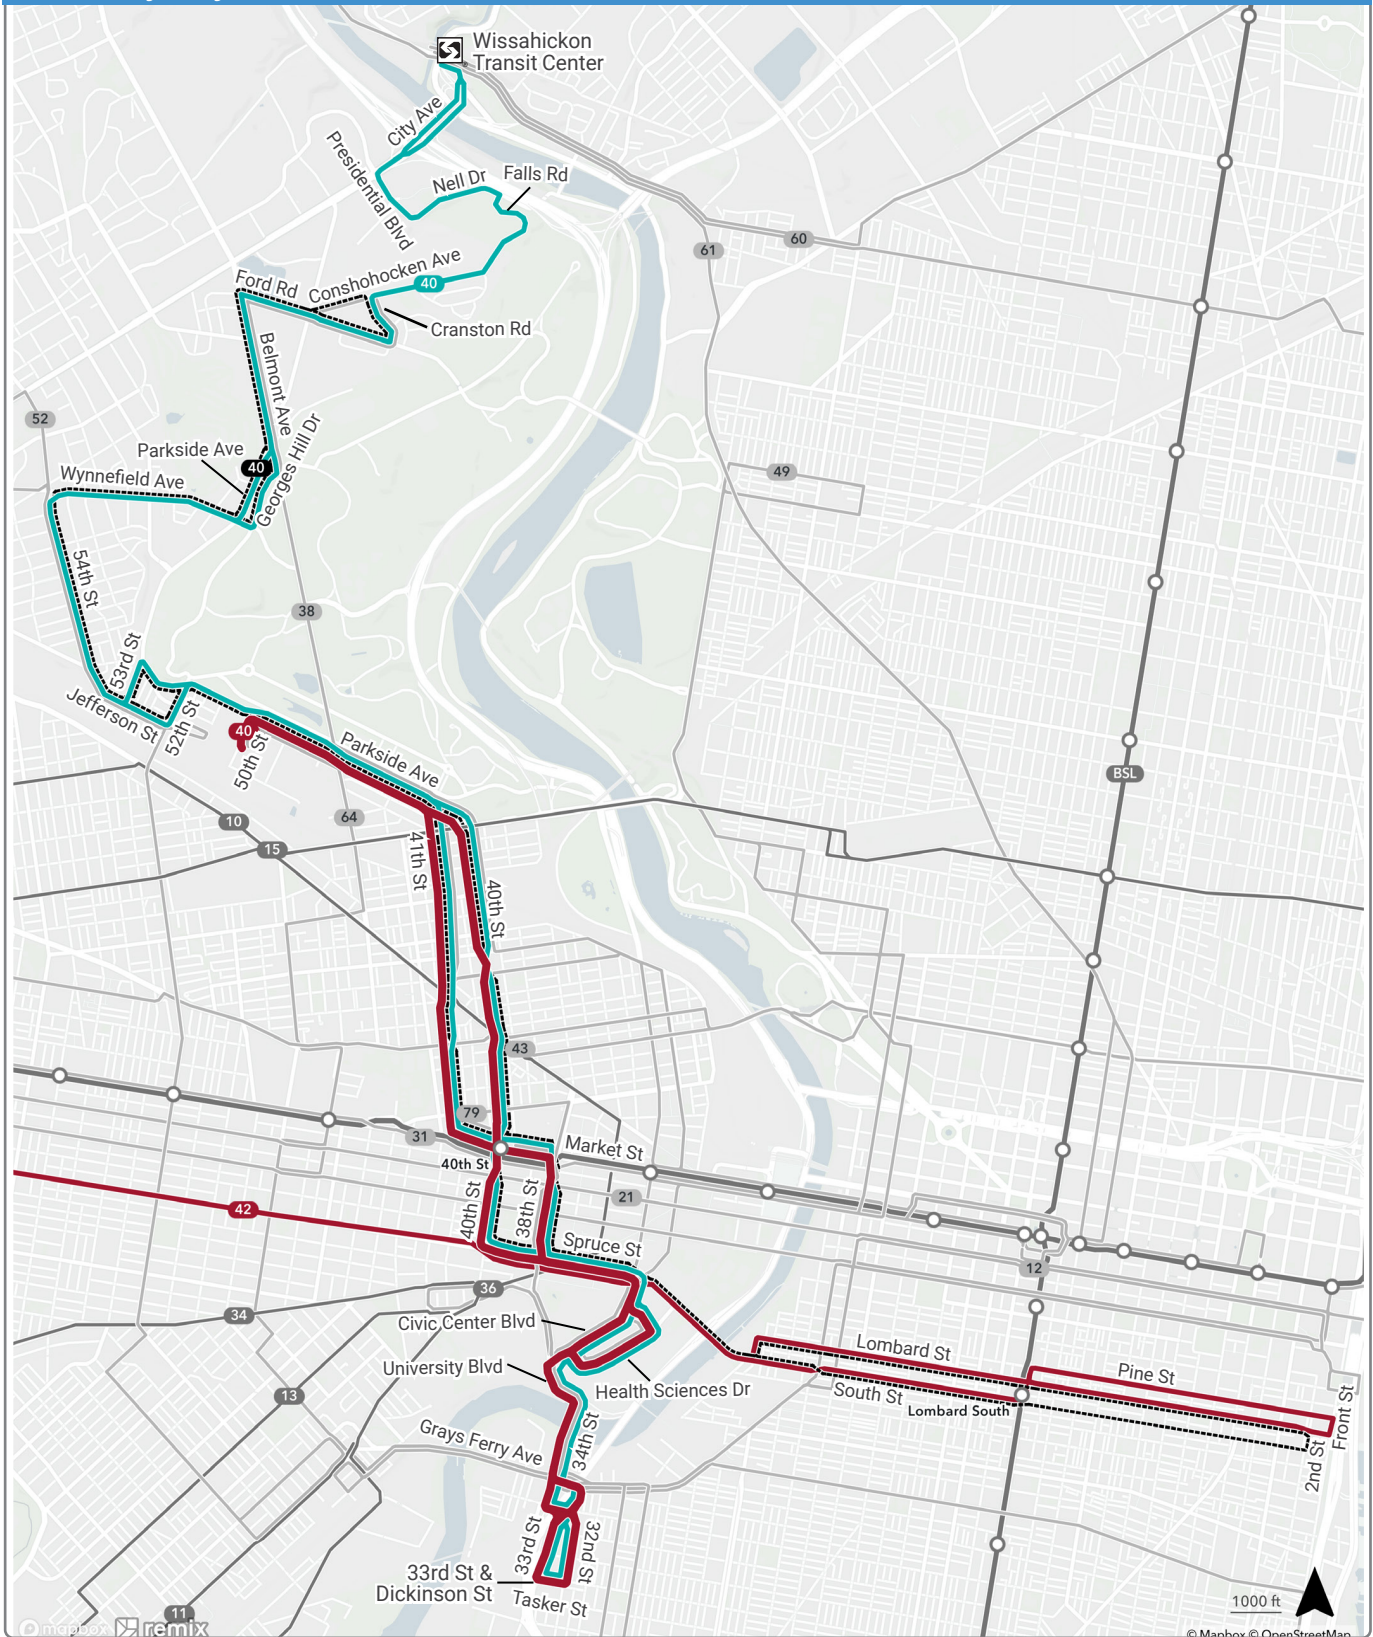 Wissahickon
Transit Center
City Ave
Presidential Blvd
Nell Dr
Falls Rd
61
60
Ford Rd
Conshohocken Ave
40
Cranston Rd
Belmont Ave
52
Parkside Ave
40
Georges Hill Dr
Wynnefield Ave
49
54th St
38
53rd St
Jefferson St
52th St
40
50th St
Parkside Ave
BSL
64
10
15
41th St
40th St
43
79
31
Market St
40th St
21
42
40th St
38th St
Spruce St
12
36
34
Civic Center Blvd
University Blvd
Lombard St
Pine St
13
Health Sciences Dr
South St
Lombard South
Front St
Grays Ferry Ave
34th St
2nd St
33rd St
32nd St
33rd St &
Dickinson St
Tasker St
1000 ft
11
mapbox
remix
© Mapbox © OpenStreetMap